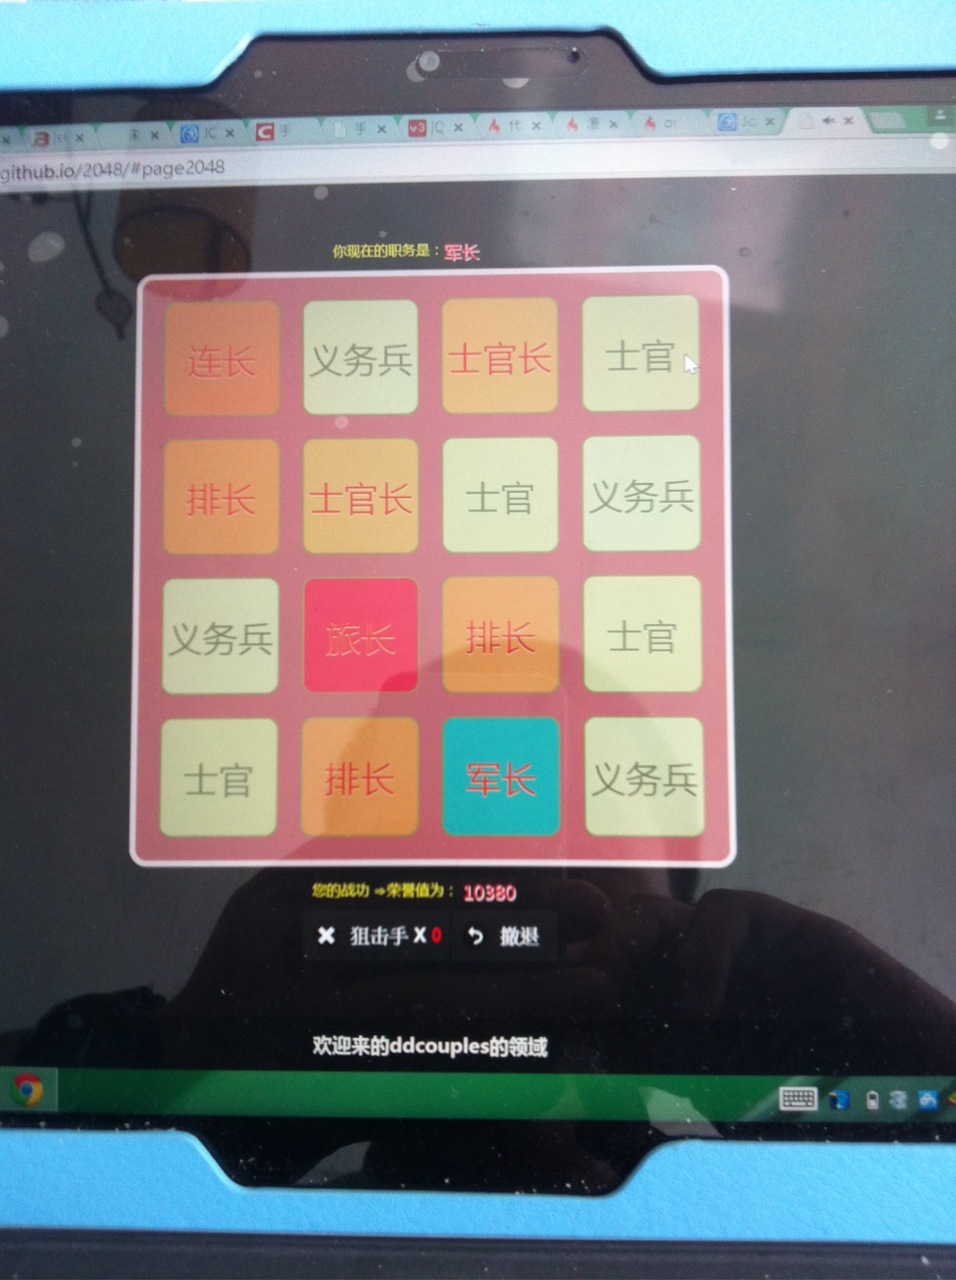 github.io/2048/#page2048
你现在的职务是：军长
连长 义务兵 士官长 士官
排长 士官长 士官 义务兵
义务兵 旅长 排长 士官
士官 排长 军长 义务兵
您的战功 ⇒荣誉值为： 10380
✖ 狙击手 X 0 撤退
欢迎来的ddcouples的领域